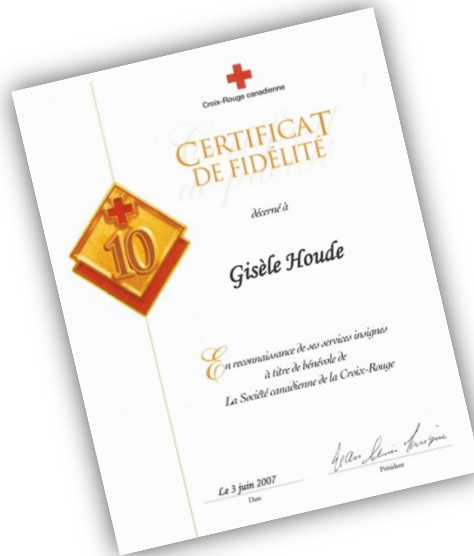 Croix-Rouge canadienne
CERTIFICAT
DE FIDÉLITÉ
décerné à
10
Gisèle Houde
En reconnaissance de ses services insignes
à titre de bénévole de
La Société canadienne de la Croix-Rouge
Le 3 juin 2007
Date
Président